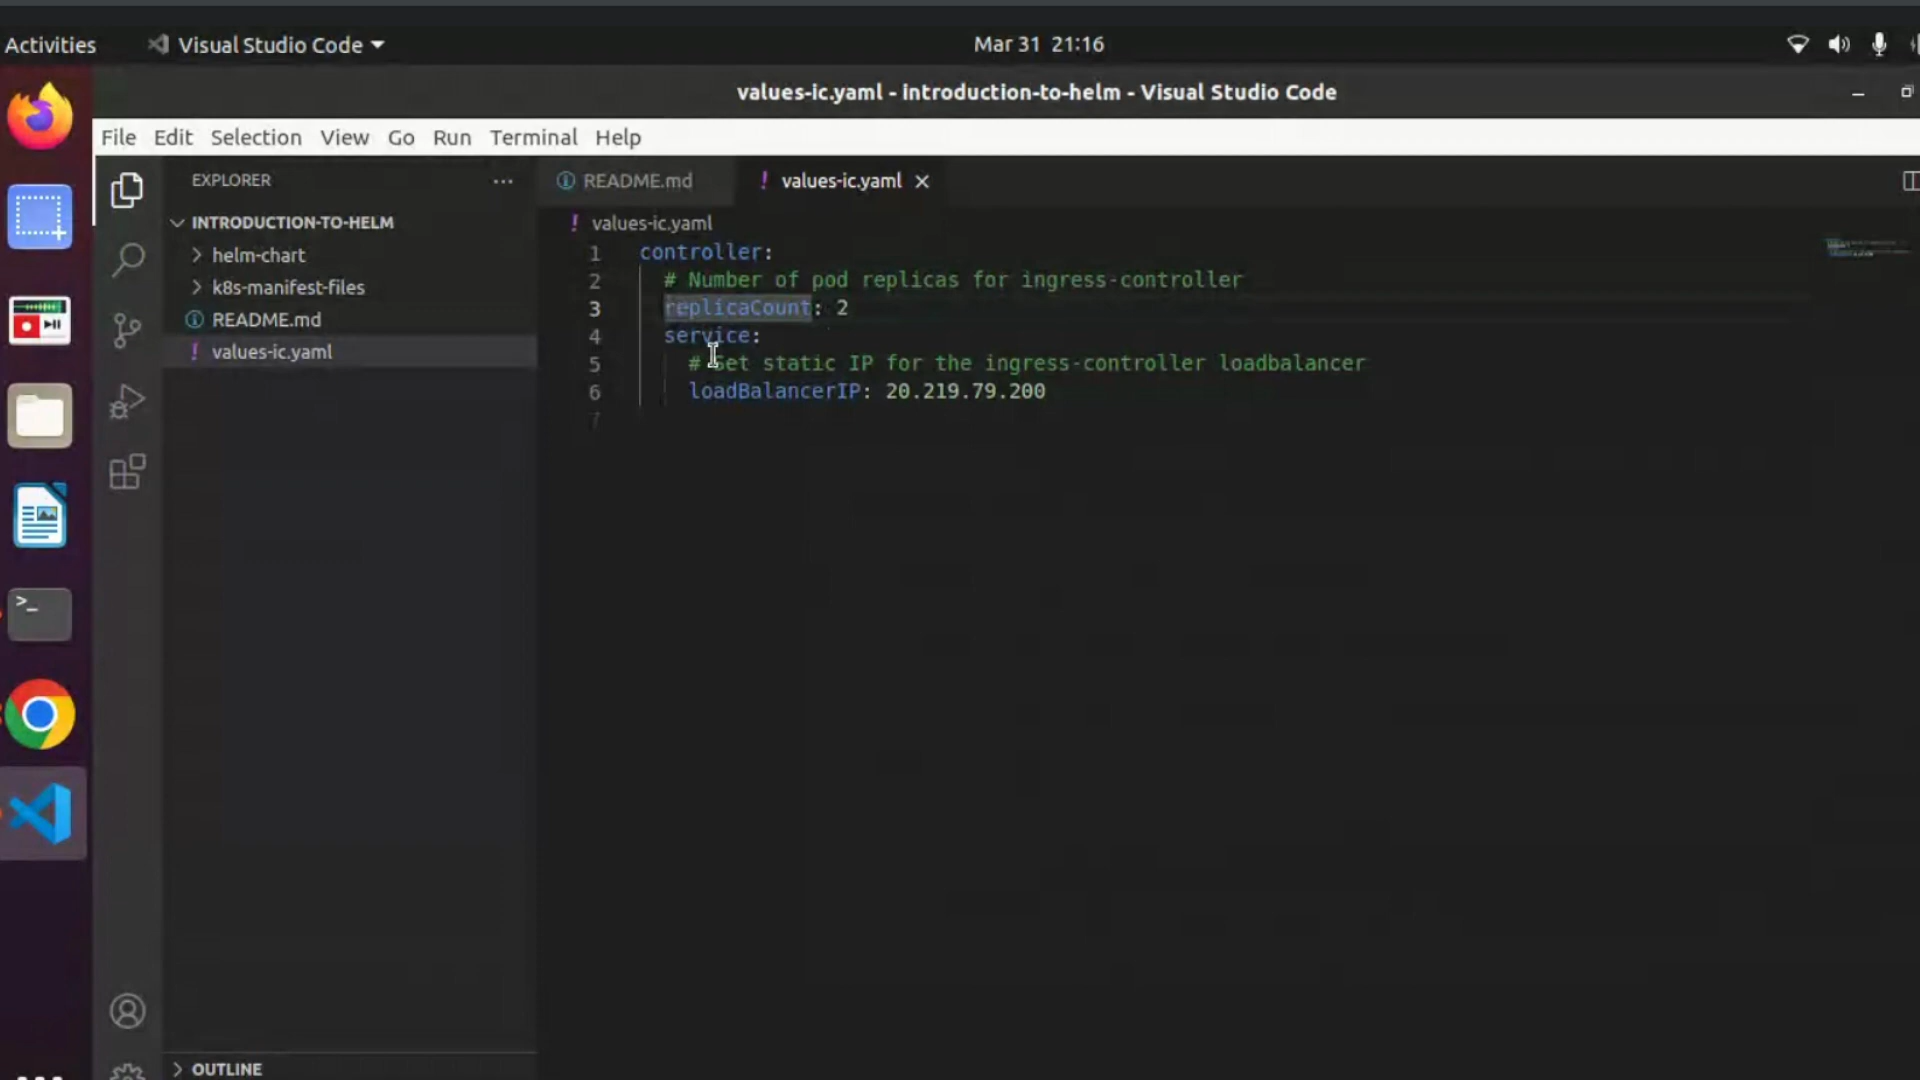 Activities
Visual Studio Code
Mar 31 21:16
values-ic.yaml - introduction-to-helm - Visual Studio Code
File Edit Selection View Go Run Terminal Help
EXPLORER
INTRODUCTION-TO-HELM
helm-chart
k8s-manifest-files
README.md
values-ic.yaml
OUTLINE
README.md
values-ic.yaml
values-ic.yaml
1 controller:
2 # Number of pod replicas for ingress-controller
3 replicaCount: 2
4 service:
5 # Set static IP for the ingress-controller loadbalancer
6 loadBalancerIP: 20.219.79.200
7